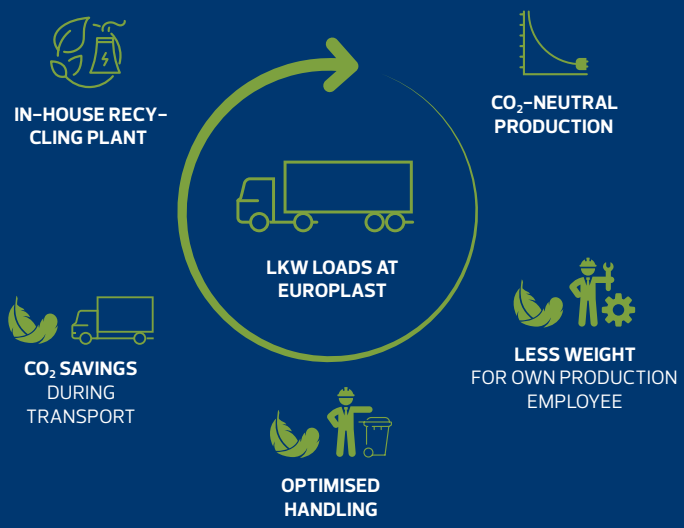 IN-HOUSE RECY-
CLING PLANT
CO₂-NEUTRAL
PRODUCTION
LKW LOADS AT
EUROPLAST
CO₂ SAVINGS
DURING
TRANSPORT
LESS WEIGHT
FOR OWN PRODUCTION
EMPLOYEE
OPTIMISED
HANDLING